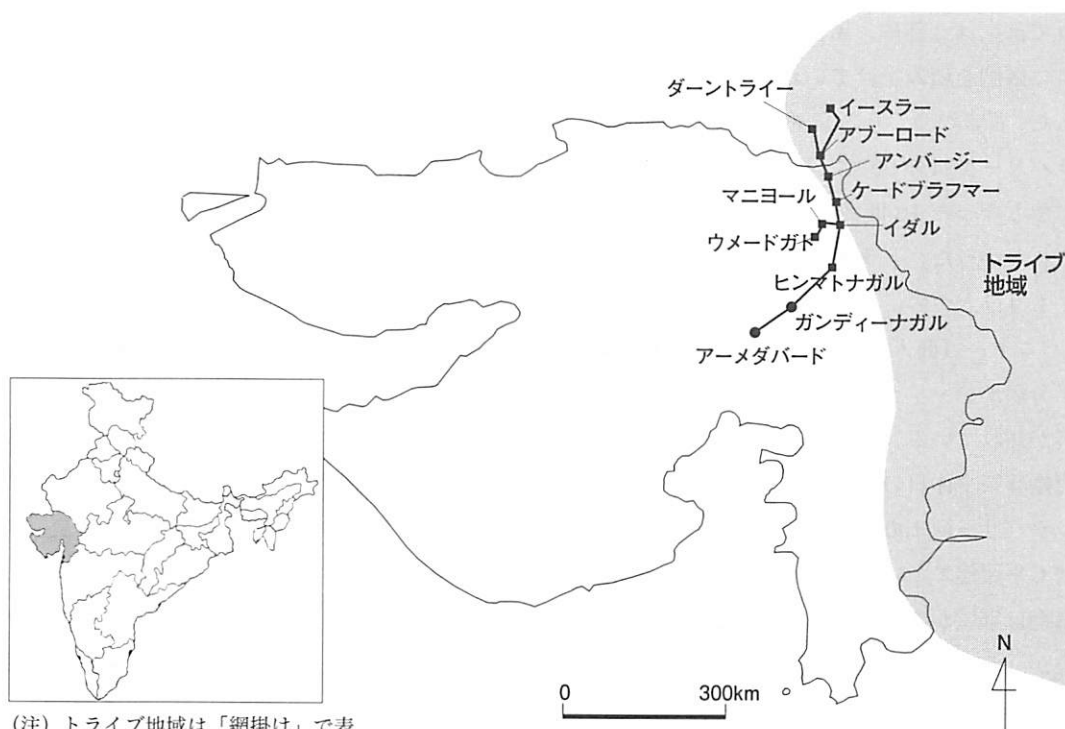 ダーントライー
イースラー
アブーロード
アンバージー
ケードブラフマー
マニヨール
イダル
ウメードガド
トライブ
地域
ヒンマトナガル
ガンディーナガル
アーメダバード
N
0 300km
(注) トライブ地域は「網掛け」で表